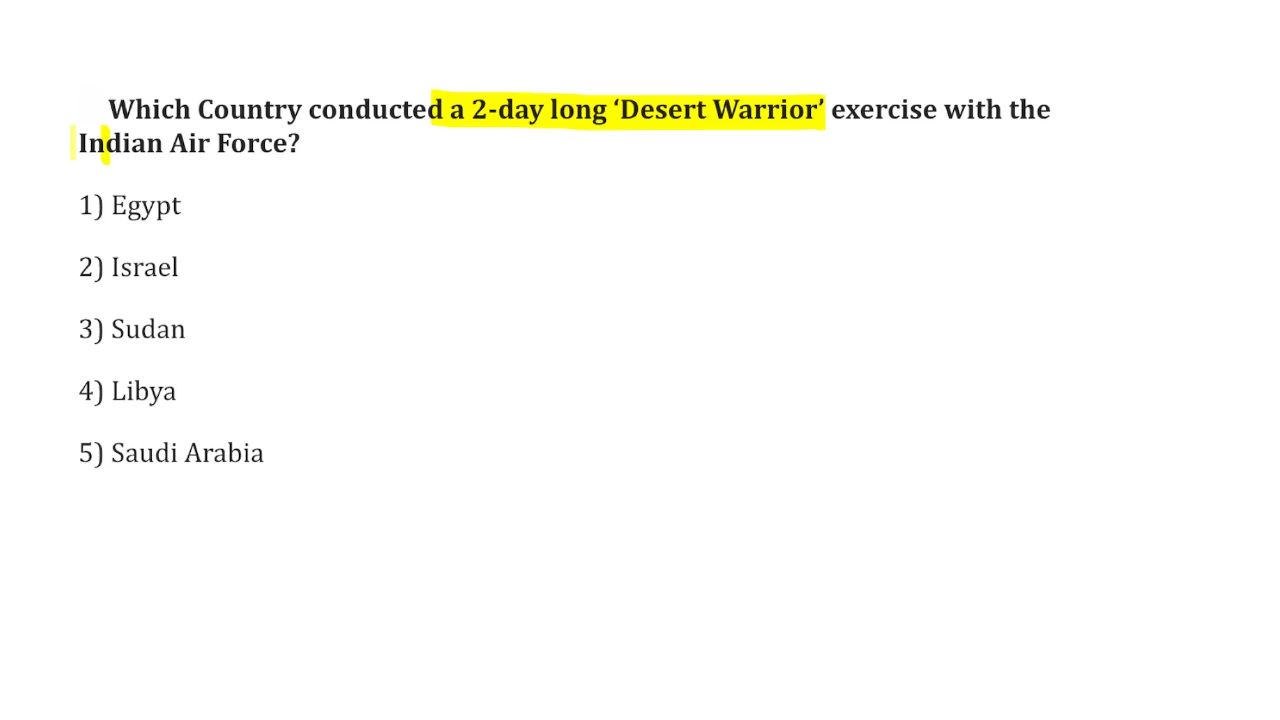 Which Country conducted a 2-day long ‘Desert Warrior’ exercise with the
Indian Air Force?
1) Egypt
2) Israel
3) Sudan
4) Libya
5) Saudi Arabia